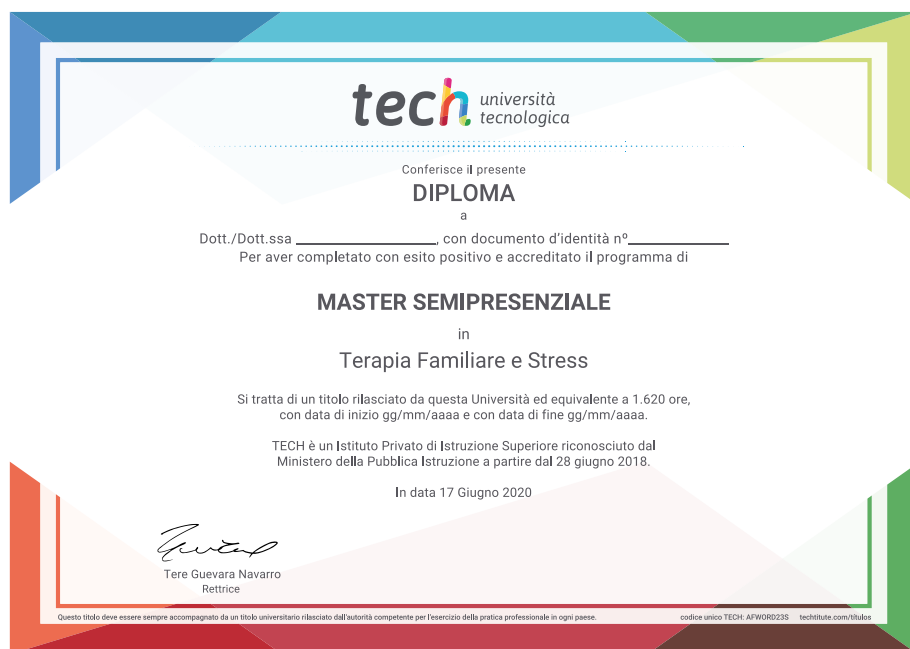 tech università
tecnologica
Conferisce il presente
DIPLOMA
a
Dott./Dott.ssa ________________, con documento d'identità nº____________
Per aver completato con esito positivo e accreditato il programma di
MASTER SEMIPRESENZIALE
in
Terapia Familiare e Stress
Si tratta di un titolo rilasciato da questa Università ed equivalente a 1.620 ore,
con data di inizio gg/mm/aaaa e con data di fine gg/mm/aaaa.
TECH è un Istituto Privato di Istruzione Superiore riconosciuto dal
Ministero della Pubblica Istruzione a partire dal 28 giugno 2018.
In data 17 Giugno 2020
Tere Guevara Navarro
Rettrice
Questo titolo deve essere sempre accompagnato da un titolo universitario rilasciato dall'autorità competente per l'esercizio della pratica professionale in ogni paese. codice unico TECH: AFWORD23S techtitute.com/titulos